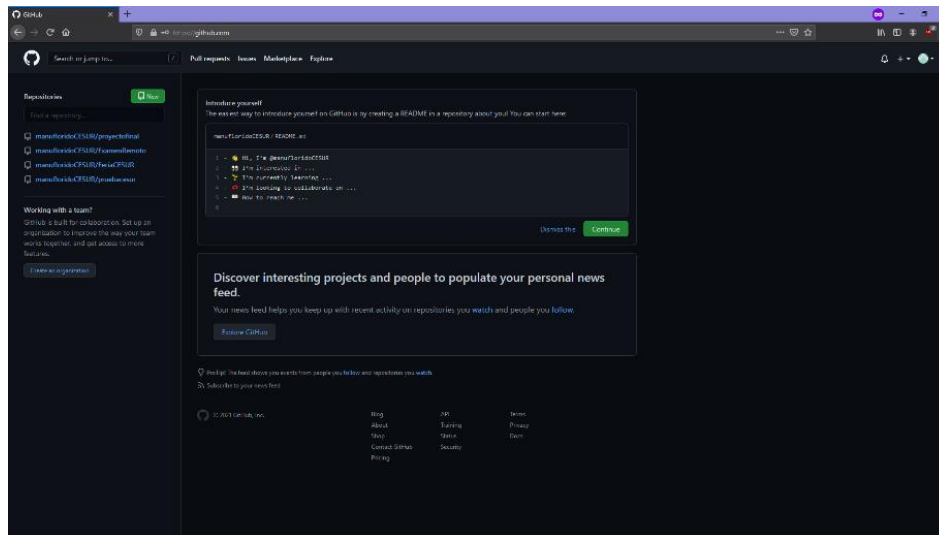 GitHub
https://github.com
Search or jump to...
Pull requests Issues Marketplace Explore
Repositories
New
Find a repository...
manufloridoCESUR/proyectofinal
manufloridoCESUR/ExamenRemoto
manufloridoCESUR/FeriaCESUR
manufloridoCESUR/pruebacesur
Working with a team?
GitHub is built for collaboration. Set up an
organization to improve the way your team
works together, and get access to more
features.
Create an organization
Introduce yourself
The easiest way to introduce yourself on GitHub is by creating a README in a repository about you! You can start here:
manufloridoCESUR / README.md
1 - 👋 Hi, I'm @manufloridoCESUR
2 - 👀 I'm interested in ...
3 - 🌱 I'm currently learning ...
4 - 💞️ I'm looking to collaborate on ...
5 - 📫 How to reach me ...
6
Dismiss this
Continue
Discover interesting projects and people to populate your personal news
feed.
Your news feed helps you keep up with recent activity on repositories you watch and people you follow.
Explore GitHub
ProTip! The feed shows you events from people you follow and repositories you watch.
Subscribe to your news feed
© 2021 GitHub, Inc.
Blog
About
Shop
Contact GitHub
Pricing
API
Training
Status
Security
Terms
Privacy
Docs